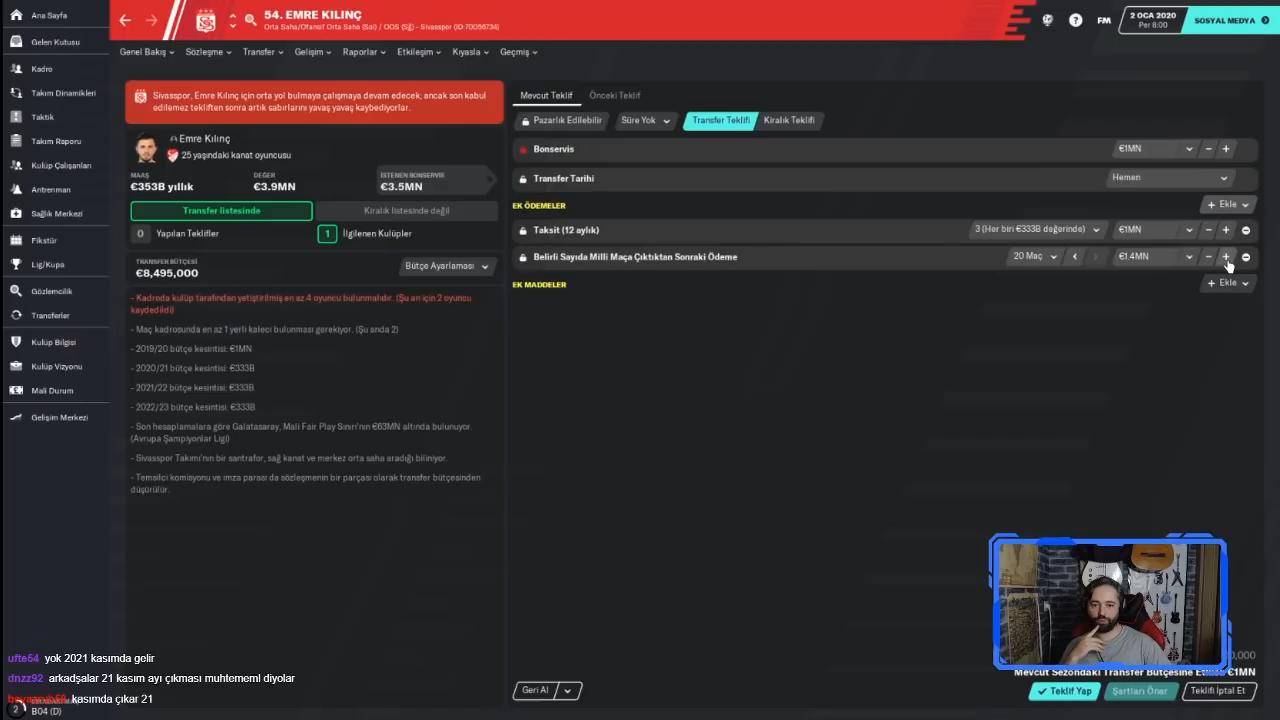 Ana Sayfa
Gelen Kutusu
Kadro
Takım Dinamikleri
Taktik
Takım Raporu
Kulüp Çalışanları
Antrenman
Sağlık Merkezi
Fikstür
Lig/Kupa
Gözlemcilik
Transferler
Kulüp Bilgisi
Kulüp Vizyonu
Mali Durum
Gelişim Merkezi
54. EMRE KILINÇ
Orta Saha/Ofansif Orta Saha (Sol) / OOS (Sğ) - Sivasspor (ID-70056734)
FM
2 OCA 2020
Per 8:00
SOSYAL MEDYA
Genel Bakış
Sözleşme
Transfer
Gelişim
Raporlar
Etkileşim
Kıyasla
Geçmiş
Sivasspor, Emre Kılınç için orta yol bulmaya çalışmaya devam edecek; ancak son kabul
edilemez tekliften sonra artık sabırlarını yavaş yavaş kaybediyorlar.
Emre Kılınç
25 yaşındaki kanat oyuncusu
MAAŞ
€353B yıllık
DEĞER
€3.9MN
İSTENEN BONSERVİS
€3.5MN
Transfer listesinde
Kiralık listesinde değil
0 Yapılan Teklifler
1 İlgilenen Kulüpler
TRANSFER BÜTÇESİ
€8,495,000
Bütçe Ayarlaması
- Kadroda kulüp tarafından yetiştirilmiş en az 4 oyuncu bulunmalıdır. (Şu an için 2 oyuncu
kaydedildi)
- Maç kadrosunda en az 1 yerli kaleci bulunması gerekiyor. (Şu anda 2)
- 2019/20 bütçe kesintisi: €1MN
- 2020/21 bütçe kesintisi: €333B
- 2021/22 bütçe kesintisi: €333B
- 2022/23 bütçe kesintisi: €333B
- Son hesaplamalara göre Galatasaray, Mali Fair Play Sınırı'nın €63MN altında bulunuyor.
(Avrupa Şampiyonlar Ligi)
- Sivasspor Takımı'nın bir santrafor, sağ kanat ve merkez orta saha aradığı biliniyor.
- Temsilci komisyonu ve imza parası da sözleşmenin bir parçası olarak transfer bütçesinden
düşürülür.
Mevcut Teklif
Önceki Teklif
Pazarlık Edilebilir
Süre Yok
Transfer Teklifi
Kiralık Teklifi
Bonservis
€1MN
Transfer Tarihi
Hemen
EK ÖDEMELER
Ekle
Taksit (12 aylık)
3 (Her biri €333B değerinde)
€1MN
Belirli Sayıda Milli Maça Çıktıktan Sonraki Ödeme
20 Maç
€1.4MN
EK MADDELER
Ekle
Mevcut Sezondaki Transfer Bütçesine
€1MN
Geri Al
Teklif Yap
Şartları Öner
Teklifi İptal Et
ufte54 yok 2021 kasımda gelir
dnzz92 arkadşalar 21 kasım ayı çıkması muhtememl diyolar
kasımda çıkar 21
2
B04 (D)